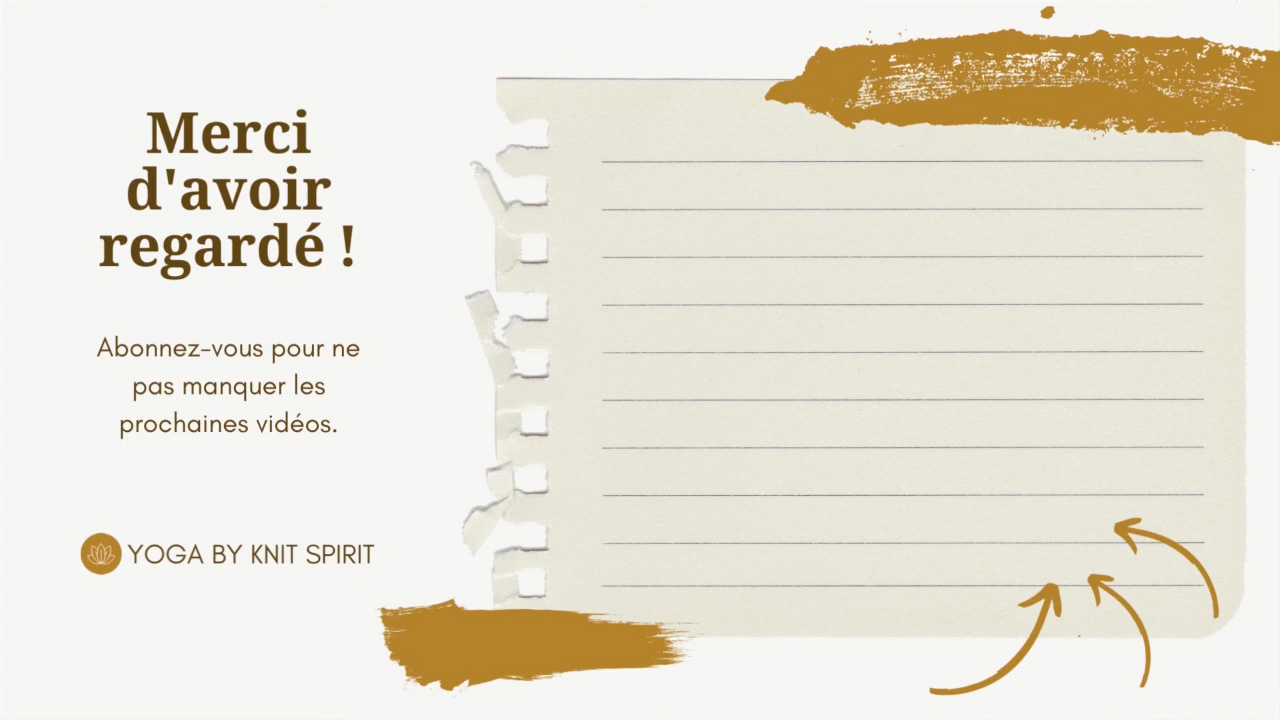 Merci
d'avoir
regardé !
Abonnez-vous pour ne
pas manquer les
prochaines vidéos.
YOGA BY KNIT SPIRIT